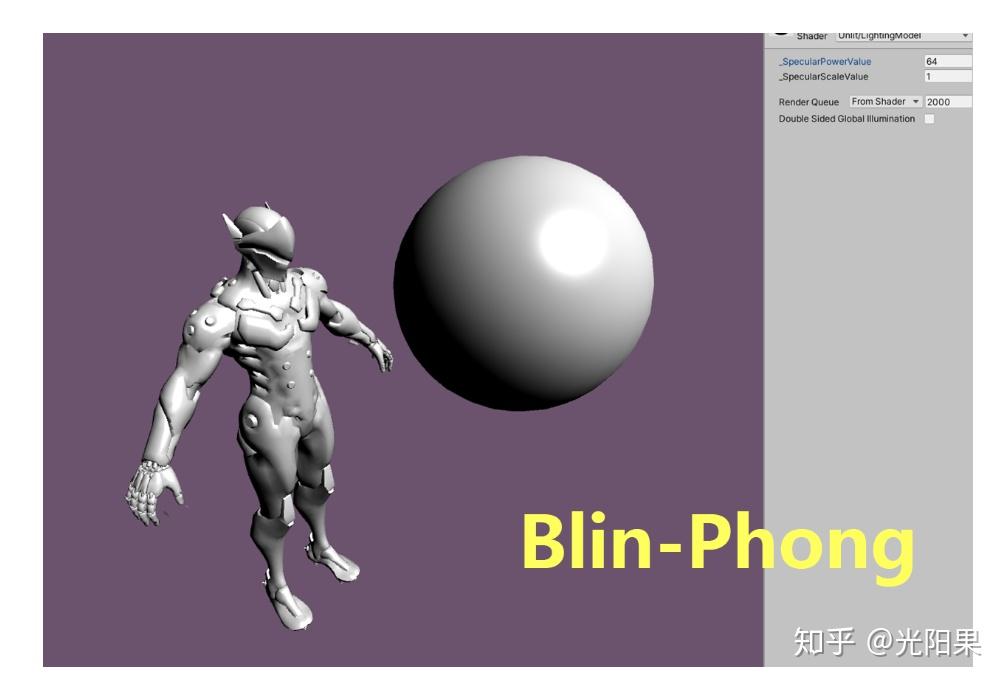 Shader Unlit/LightingModel
_SpecularPowerValue 64
_SpecularScaleValue 1
Render Queue From Shader 2000
Double Sided Global Illumination
Blin-Phong
知乎 @光阳果